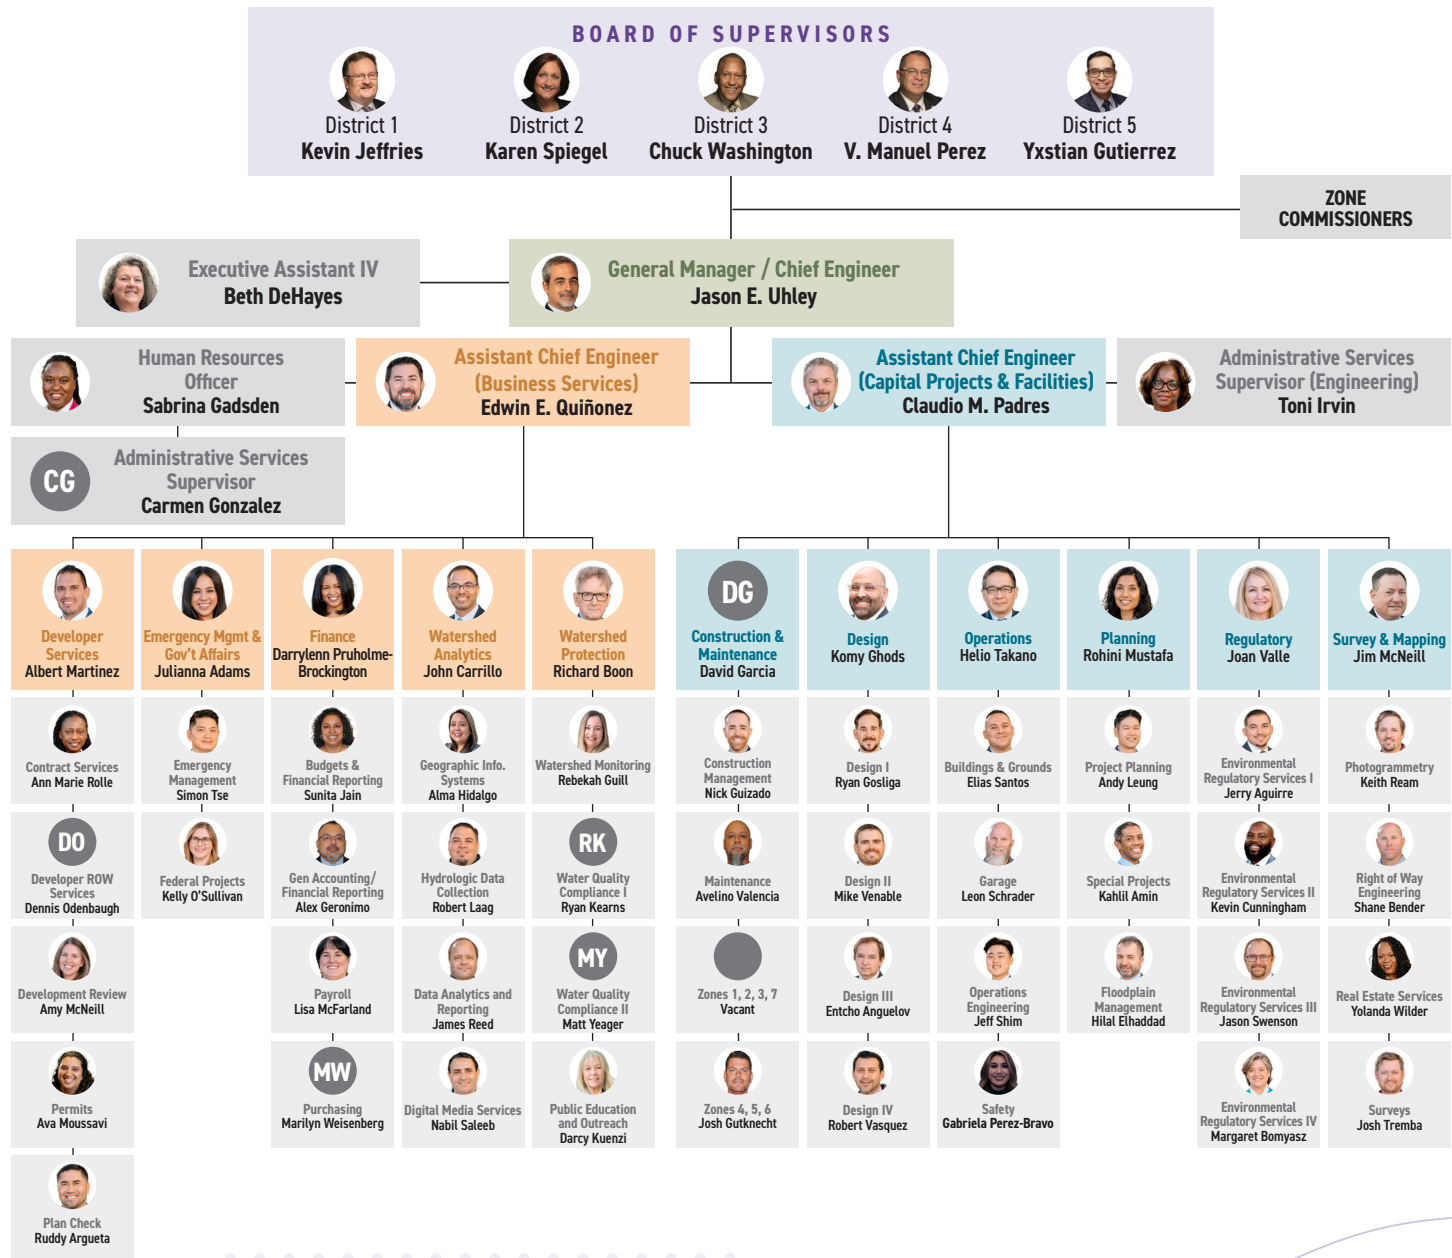 BOARD OF SUPERVISORS
District 1
Kevin Jeffries
District 2
Karen Spiegel
District 3
Chuck Washington
District 4
V. Manuel Perez
District 5
Yxstian Gutierrez
ZONE
COMMISSIONERS
Executive Assistant IV
Beth DeHayes
General Manager / Chief Engineer
Jason E. Uhley
Human Resources
Officer
Sabrina Gadsden
Assistant Chief Engineer
(Business Services)
Edwin E. Quiñonez
Assistant Chief Engineer
(Capital Projects & Facilities)
Claudio M. Padres
Administrative Services
Supervisor (Engineering)
Toni Irvin
CG
Administrative Services
Supervisor
Carmen Gonzalez
Developer
Services
Albert Martinez
Emergency Mgmt &
Gov't Affairs
Julianna Adams
Finance
Darrylenn Pruholme-
Brockington
Watershed
Analytics
John Carrillo
Watershed
Protection
Richard Boon
DG
Construction &
Maintenance
David Garcia
Design
Komy Ghods
Operations
Helio Takano
Planning
Rohini Mustafa
Regulatory
Joan Valle
Survey & Mapping
Jim McNeill
Contract Services
Ann Marie Rolle
Emergency
Management
Simon Tse
Budgets &
Financial Reporting
Sunita Jain
Geographic Info.
Systems
Alma Hidalgo
Watershed Monitoring
Rebekah Guill
Construction
Management
Nick Guizado
Design I
Ryan Gosliga
Buildings & Grounds
Elias Santos
Project Planning
Andy Leung
Environmental
Regulatory Services I
Jerry Aguirre
Photogrammetry
Keith Ream
DO
Developer ROW
Services
Dennis Odenbaugh
Federal Projects
Kelly O'Sullivan
Gen Accounting/
Financial Reporting
Alex Geronimo
Hydrologic Data
Collection
Robert Laag
RK
Water Quality
Compliance I
Ryan Kearns
Maintenance
Avelino Valencia
Design II
Mike Venable
Garage
Leon Schrader
Special Projects
Kahlil Amin
Environmental
Regulatory Services II
Kevin Cunningham
Right of Way
Engineering
Shane Bender
Development Review
Amy McNeill
Payroll
Lisa McFarland
Data Analytics and
Reporting
James Reed
MY
Water Quality
Compliance II
Matt Yeager
Zones 1, 2, 3, 7
Vacant
Design III
Entcho Anguelov
Operations
Engineering
Jeff Shim
Floodplain
Management
Hilal Elhaddad
Environmental
Regulatory Services III
Jason Swenson
Real Estate Services
Yolanda Wilder
Permits
Ava Moussavi
MW
Purchasing
Marilyn Weisenberg
Digital Media Services
Nabil Saleeb
Public Education
and Outreach
Darcy Kuenzi
Zones 4, 5, 6
Josh Gutknecht
Design IV
Robert Vasquez
Safety
Gabriela Perez-Bravo
Environmental
Regulatory Services IV
Margaret Bomyasz
Surveys
Josh Tremba
Plan Check
Ruddy Argueta